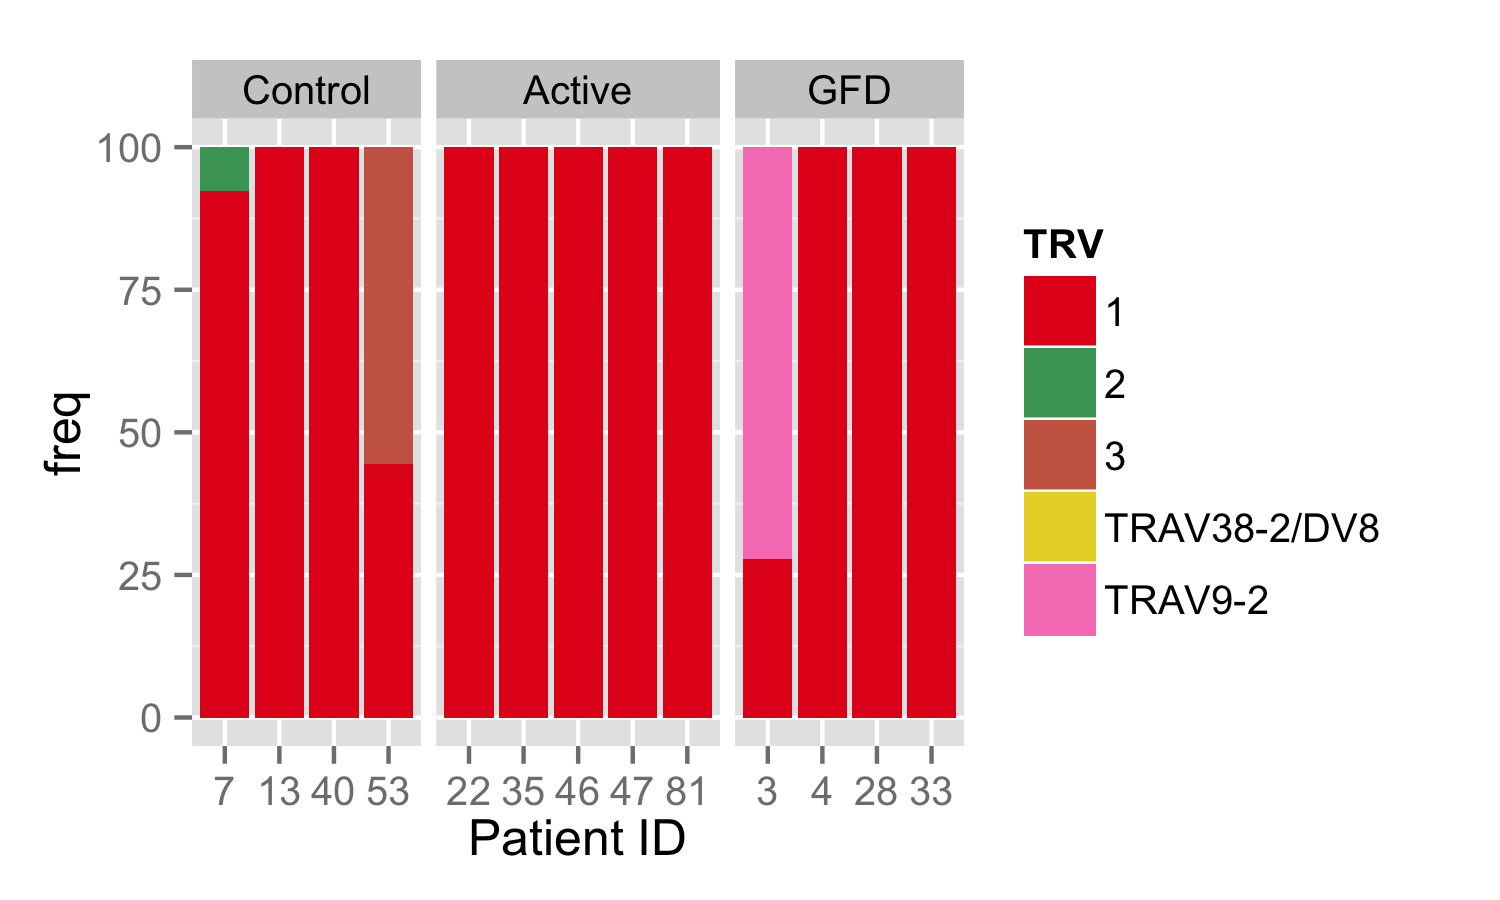 Control Active GFD
100
75
50
25
0
freq
7 13 40 53 22 35 46 47 81 3 4 28 33
Patient ID
TRV
1
2
3
TRAV38-2/DV8
TRAV9-2